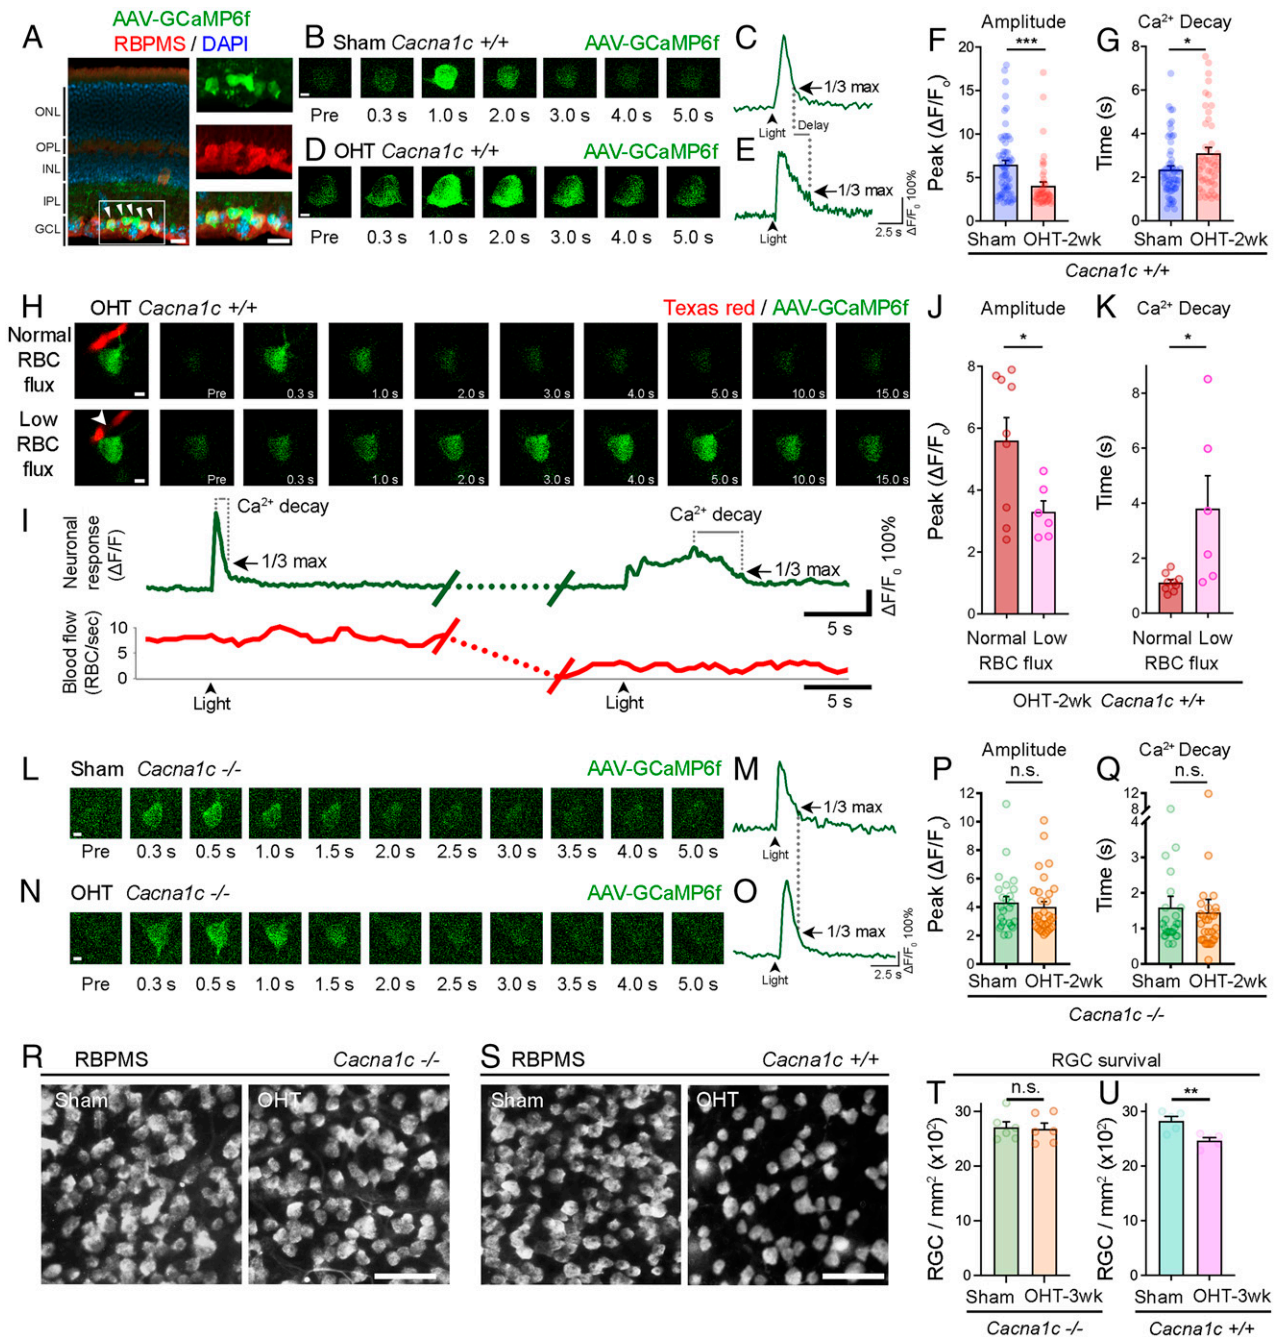 A
AAV-GCaMP6f
RBPMS / DAPI
ONL
OPL
INL
IPL
GCL
B Sham Cacna1c +/+ AAV-GCaMP6f
Pre 0.3 s 1.0 s 2.0 s 3.0 s 4.0 s 5.0 s
D OHT Cacna1c +/+ AAV-GCaMP6f
Pre 0.3 s 1.0 s 2.0 s 3.0 s 4.0 s 5.0 s
C
1/3 max
Light
Delay
E
1/3 max
Light
2.5 s
ΔF/F₀ 100%
F Amplitude
***
Peak (ΔF/Fₒ)
20
15
10
5
0
Sham OHT-2wk
G Ca²⁺ Decay
*
Time (s)
8
6
4
2
0
Sham OHT-2wk
Cacna1c +/+
H OHT Cacna1c +/+ Texas red / AAV-GCaMP6f
Normal
RBC
flux
Pre 0.3 s 1.0 s 2.0 s 3.0 s 4.0 s 5.0 s 10.0 s 15.0 s
Low
RBC
flux
Pre 0.3 s 1.0 s 2.0 s 3.0 s 4.0 s 5.0 s 10.0 s 15.0 s
I
Neuronal
response
(ΔF/F)
Ca²⁺ decay
1/3 max
Ca²⁺ decay
1/3 max
ΔF/F₀ 100%
5 s
Blood flow
(RBC/sec)
10
5
0
Light
Light
5 s
J Amplitude
*
Peak (ΔF/Fₒ)
8
6
4
2
0
Normal Low
RBC flux
K Ca²⁺ Decay
*
Time (s)
8
6
4
2
0
Normal Low
RBC flux
OHT-2wk Cacna1c +/+
L Sham Cacna1c -/- AAV-GCaMP6f
Pre 0.3 s 0.5 s 1.0 s 1.5 s 2.0 s 2.5 s 3.0 s 3.5 s 4.0 s 5.0 s
N OHT Cacna1c -/- AAV-GCaMP6f
Pre 0.3 s 0.5 s 1.0 s 1.5 s 2.0 s 2.5 s 3.0 s 3.5 s 4.0 s 5.0 s
M
1/3 max
Light
O
1/3 max
Light
2.5 s
ΔF/F₀ 100%
P Amplitude
n.s.
Peak (ΔF/Fₒ)
12
10
8
6
4
2
0
Sham OHT-2wk
Q Ca²⁺ Decay
n.s.
Time (s)
12
8
4
3
2
1
0
Sham OHT-2wk
Cacna1c -/-
R RBPMS Cacna1c -/-
Sham
OHT
S RBPMS Cacna1c +/+
Sham
OHT
RGC survival
T
n.s.
RGC / mm² (x10²)
30
20
10
0
Sham OHT-3wk
Cacna1c -/-
U
**
RGC / mm² (x10²)
30
20
10
0
Sham OHT-3wk
Cacna1c +/+